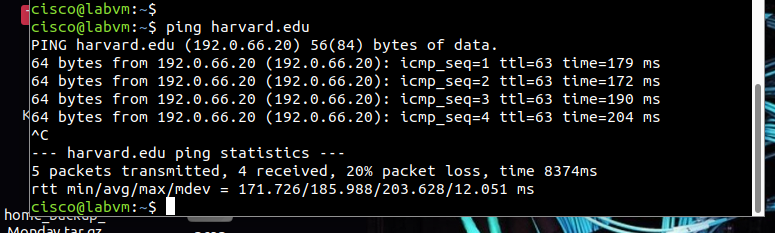 cisco@labvm:~$
cisco@labvm:~$ ping harvard.edu
PING harvard.edu (192.0.66.20) 56(84) bytes of data.
64 bytes from 192.0.66.20 (192.0.66.20): icmp_seq=1 ttl=63 time=179 ms
64 bytes from 192.0.66.20 (192.0.66.20): icmp_seq=2 ttl=63 time=172 ms
64 bytes from 192.0.66.20 (192.0.66.20): icmp_seq=3 ttl=63 time=190 ms
64 bytes from 192.0.66.20 (192.0.66.20): icmp_seq=4 ttl=63 time=204 ms
^C
--- harvard.edu ping statistics ---
5 packets transmitted, 4 received, 20% packet loss, time 8374ms
rtt min/avg/max/mdev = 171.726/185.988/203.628/12.051 ms
cisco@labvm:~$
home_backup_
Monday.tar.gz